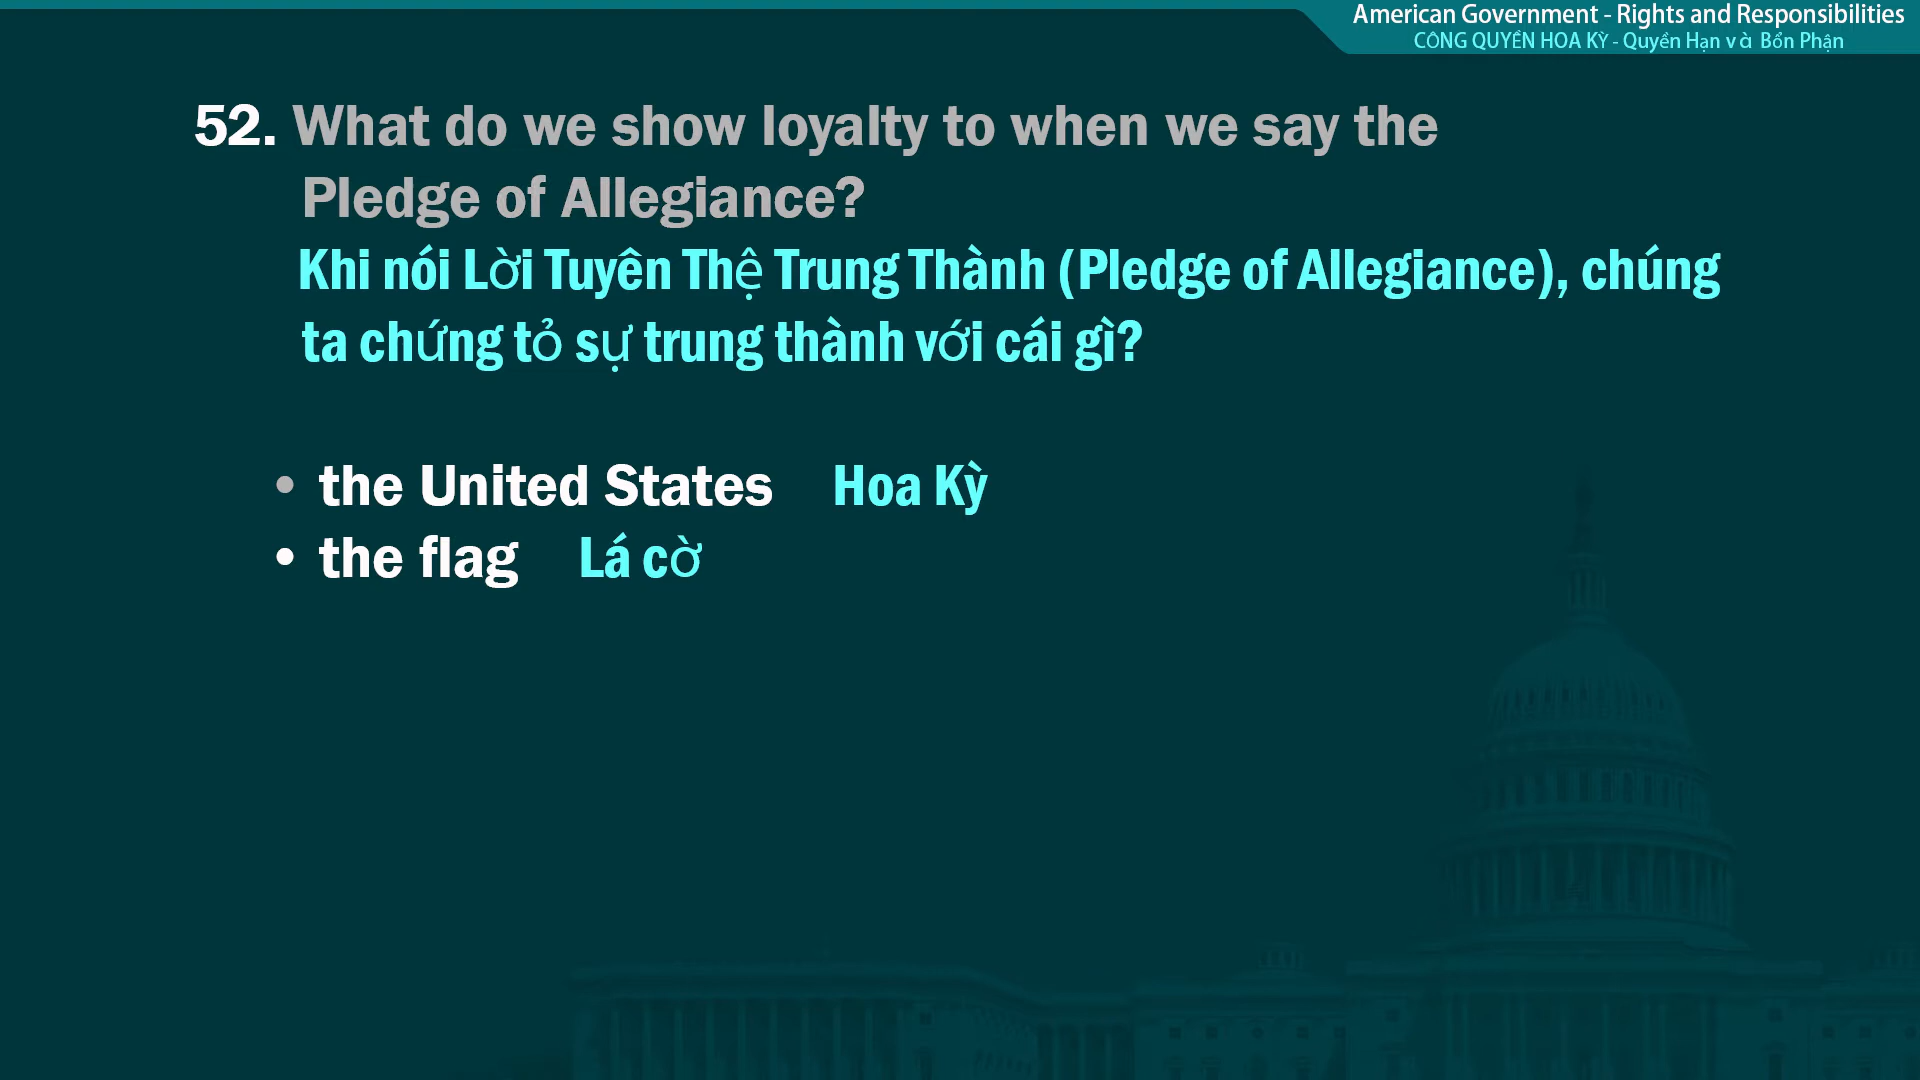 American Government - Rights and Responsibilities
CÔNG QUYỀN HOA KỲ - Quyền Hạn và Bổn Phận
52. What do we show loyalty to when we say the
Pledge of Allegiance?
Khi nói Lời Tuyên Thệ Trung Thành (Pledge of Allegiance), chúng
ta chứng tỏ sự trung thành với cái gì?
• the United States Hoa Kỳ
• the flag Lá cờ